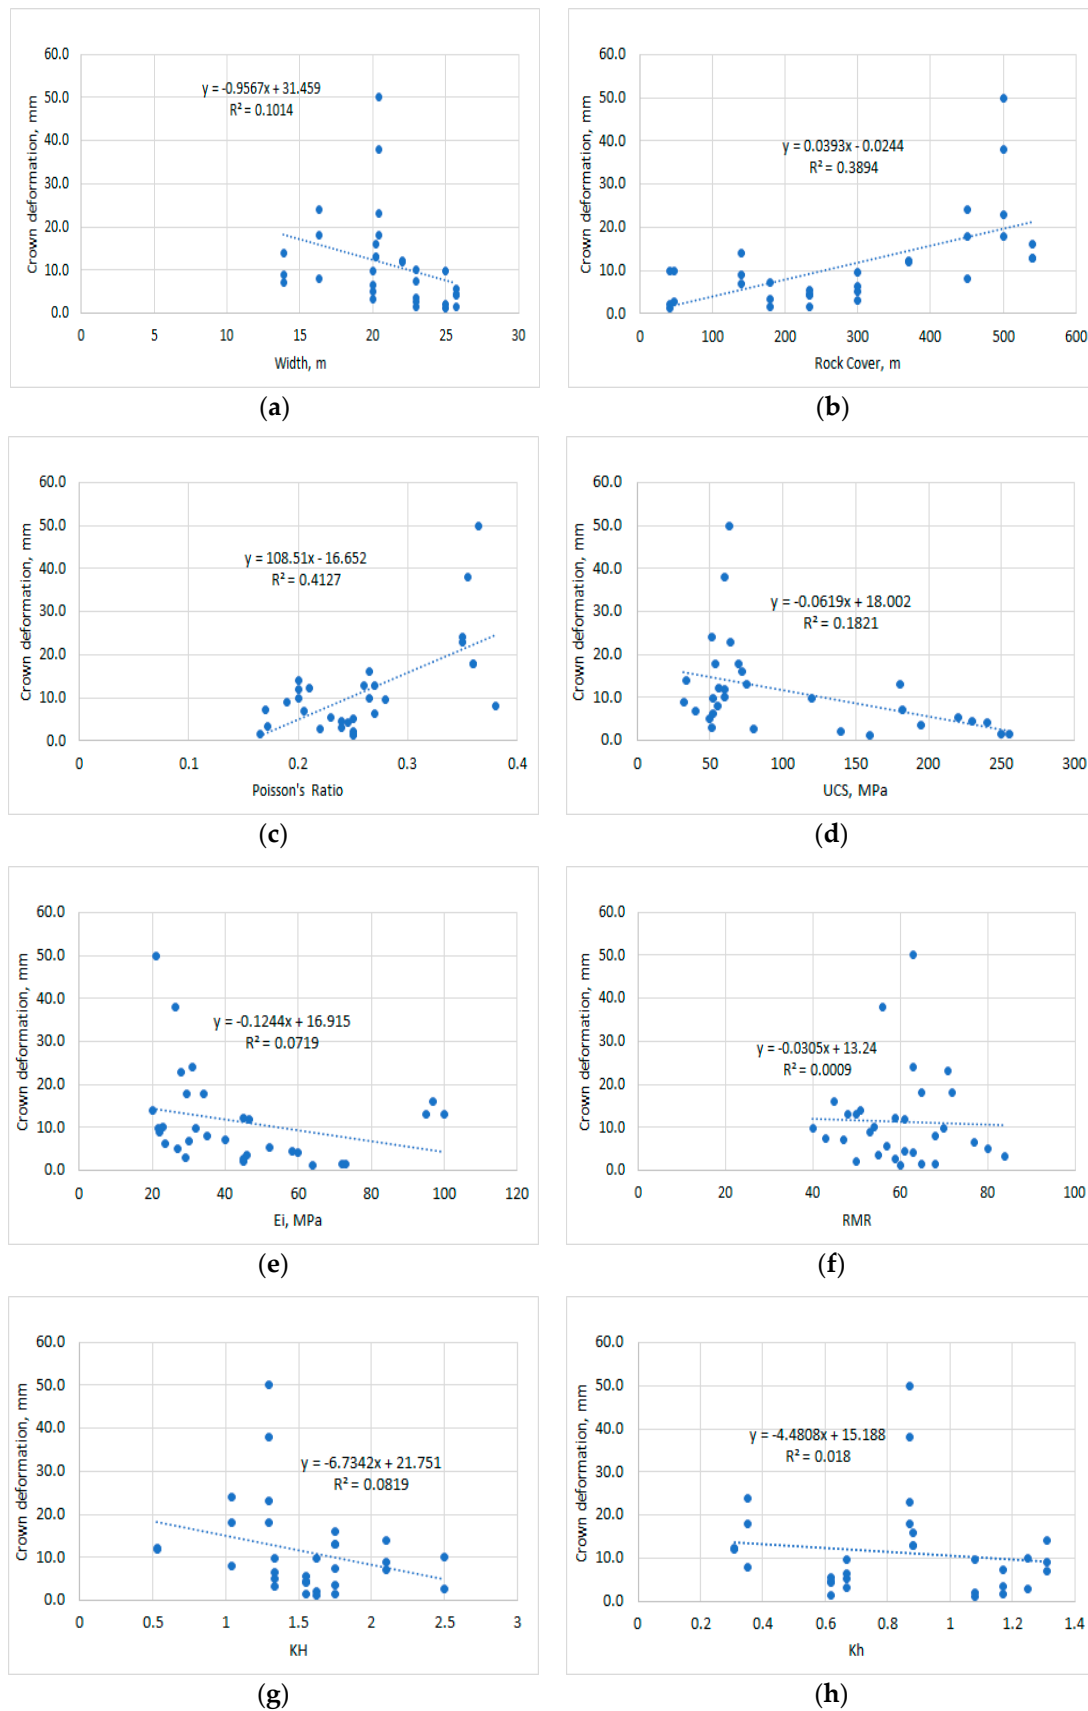 60.0
50.0
40.0
30.0
20.0
10.0
0.0
Crown deformation, mm
y = -0.9567x + 31.459
R² = 0.1014
0 5 10 15 20 25 30
Width, m
(a)
60.0
50.0
40.0
30.0
20.0
10.0
0.0
Crown deformation, mm
y = 0.0393x - 0.0244
R² = 0.3894
0 100 200 300 400 500 600
Rock Cover, m
(b)
60.0
50.0
40.0
30.0
20.0
10.0
0.0
Crown deformation, mm
y = 108.51x - 16.652
R² = 0.4127
0 0.1 0.2 0.3 0.4
Poisson's Ratio
(c)
60.0
50.0
40.0
30.0
20.0
10.0
0.0
Crown deformation, mm
y = -0.0619x + 18.002
R² = 0.1821
0 50 100 150 200 250 300
UCS, MPa
(d)
60.0
50.0
40.0
30.0
20.0
10.0
0.0
Crown deformation, mm
y = -0.1244x + 16.915
R² = 0.0719
0 20 40 60 80 100 120
Ei, MPa
(e)
60.0
50.0
40.0
30.0
20.0
10.0
0.0
Crown deformation, mm
y = -0.0305x + 13.24
R² = 0.0009
0 20 40 60 80 100
RMR
(f)
60.0
50.0
40.0
30.0
20.0
10.0
0.0
Crown deformation, mm
y = -6.7342x + 21.751
R² = 0.0819
0 0.5 1 1.5 2 2.5 3
KH
(g)
60.0
50.0
40.0
30.0
20.0
10.0
0.0
Crown deformation, mm
y = -4.4808x + 15.188
R² = 0.018
0 0.2 0.4 0.6 0.8 1 1.2 1.4
Kh
(h)